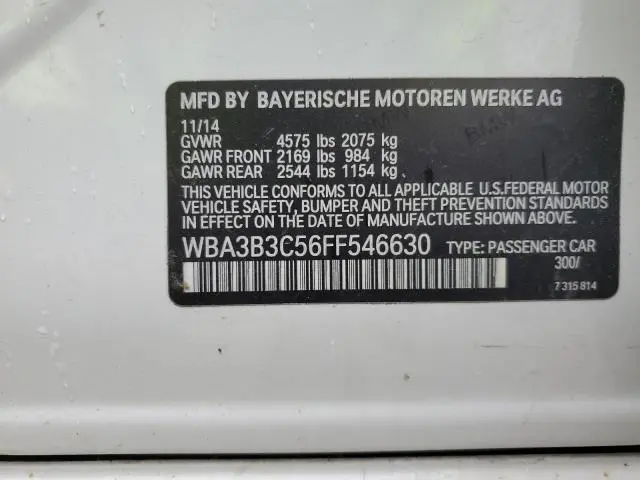 MFD BY BAYERISCHE MOTOREN WERKE AG
11/14
GVWR 4575 lbs 2075 kg
GAWR FRONT 2169 lbs 984 kg
GAWR REAR 2544 lbs 1154 kg
THIS VEHICLE CONFORMS TO ALL APPLICABLE U.S.FEDERAL MOTOR
VEHICLE SAFETY, BUMPER, AND THEFT PREVENTION STANDARDS
IN EFFECT ON THE DATE OF MANUFACTURE SHOWN ABOVE.
WBA3B3C56FF546630 TYPE: PASSENGER CAR
300/
7 315 814